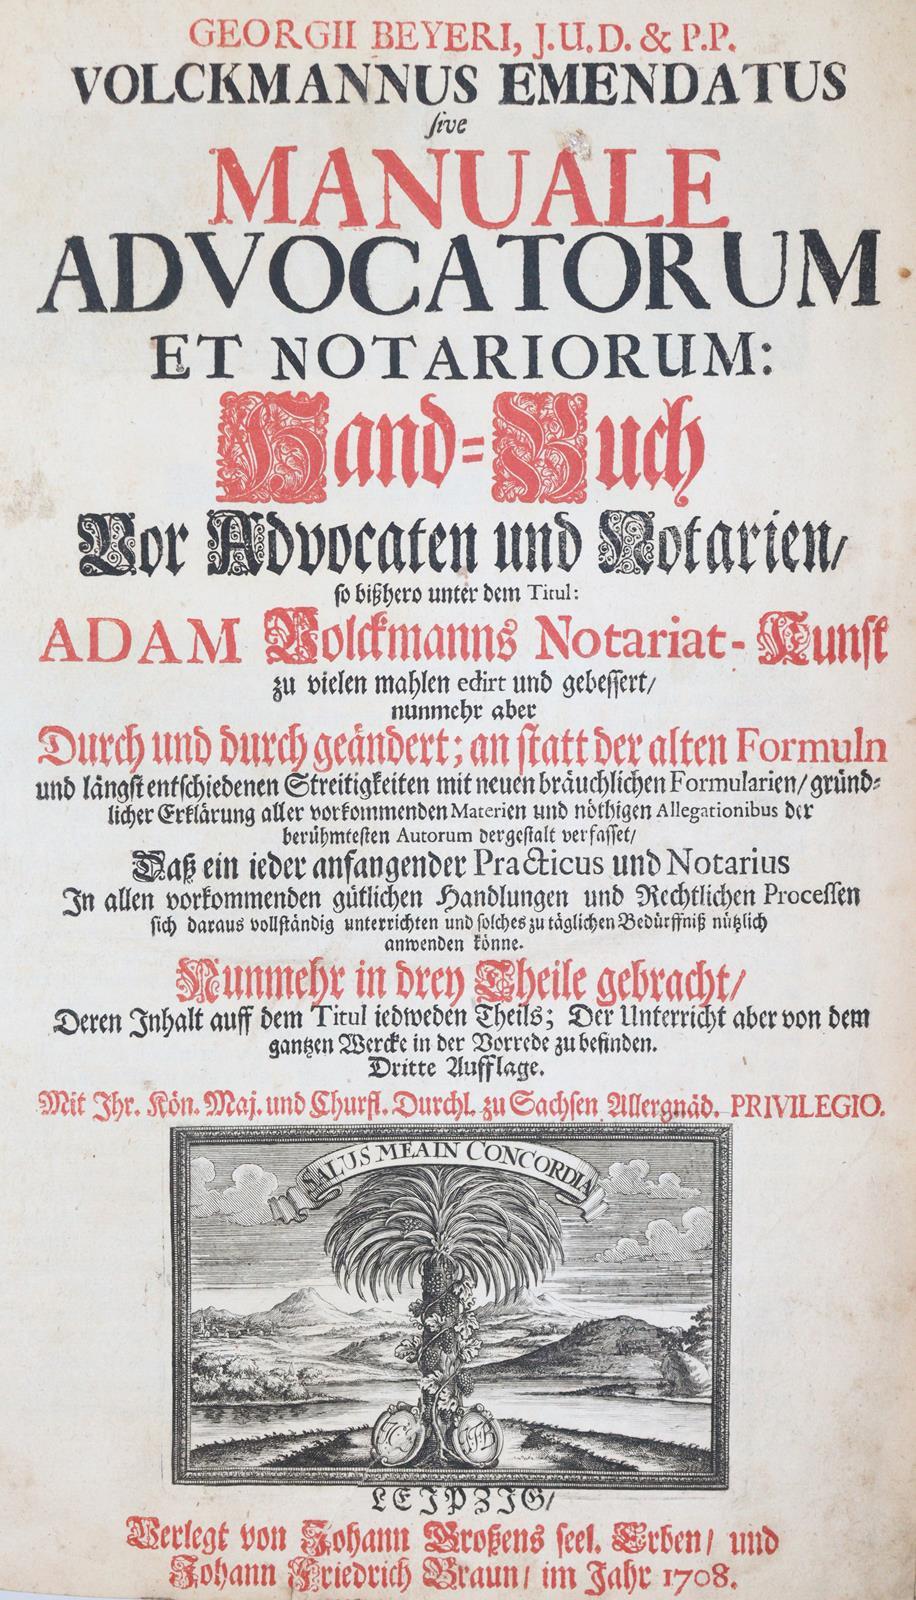 GEORGII BEYERI, J.U.D. & P.P.
VOLCKMANNUS EMENDATUS
sive
MANUALE
ADVOCATORUM
ET NOTARIORUM:
Hand-Buch
Vor Advocaten und Notarien/
so bißhero unter dem Titul:
ADAM Volckmanns Notariat-Kunst
zu vielen mahlen edirt und gebessert/
nunmehr aber
Durch und durch geändert; an statt der alten Formuln
und längst entschiedenen Streitigkeiten mit neuen bräuchlichen Formularien/ gründ-
licher Erklärung aller vorkommenden Materien und nöthigen Allegationibus der
berühmtesten Autorum dergestalt verfasset/
Daß ein ieder anfangender Practicus und Notarius
In allen vorkommenden gütlichen Handlungen und Rechtlichen Processen
sich daraus vollständig unterrichten und solches zu täglichen Bedürffniß nützlich
anwenden könne.
Nunmehr in drey Theile gebracht/
Deren Inhalt auff dem Titul iedweden Theils; Der Unterricht aber von dem
gantzen Wercke in der Vorrede zu befinden.
Dritte Aufflage.
Mit Ihr. Kön. Maj. und Churfl. Durchl. zu Sachsen Allergnäd. PRIVILEGIO.
SALUS MEA IN CONCORDIA
JFB
LEIPZIG/
Verlegt von Johann Großens seel. Erben/ und
Johann Friedrich Braun/ im Jahr 1708.